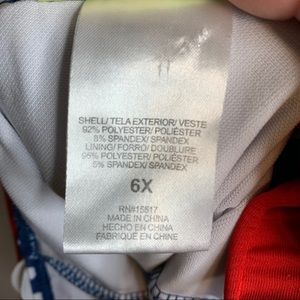 SHELL/ TELA EXTERIOR/ VESTE
92% POLYESTER/ POLIÉSTER
8% SPANDEX/ SPANDEX
LINING/ FORRO/ DOUBLURE
95% POLYESTER/ POLIÉSTER
5% SPANDEX/ SPANDEX
6X
RN#15517
MADE IN CHINA
HECHO EN CHINA
FABRIQUÉ EN CHINE